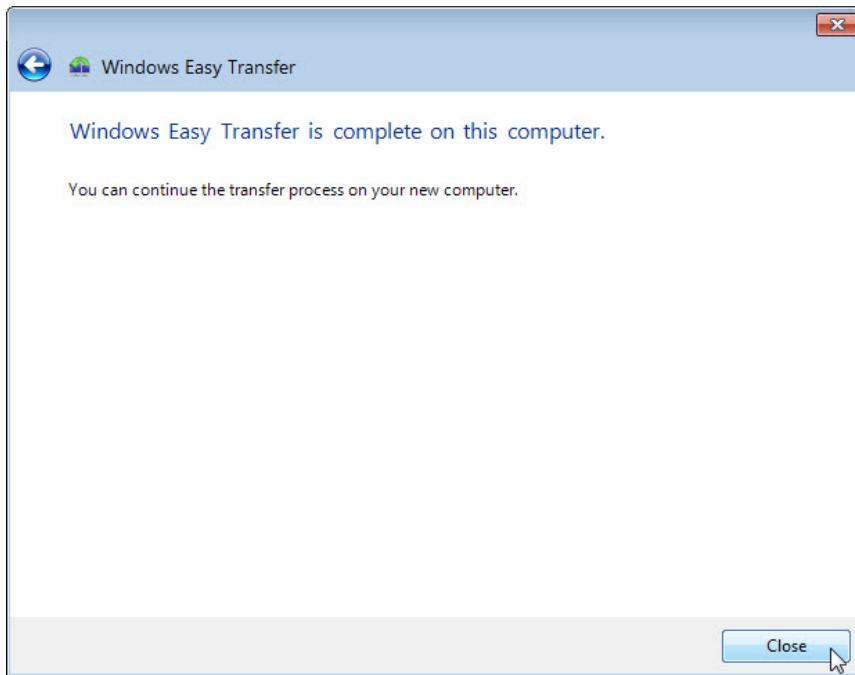 Windows Easy Transfer
Windows Easy Transfer is complete on this computer.
You can continue the transfer process on your new computer.
Close